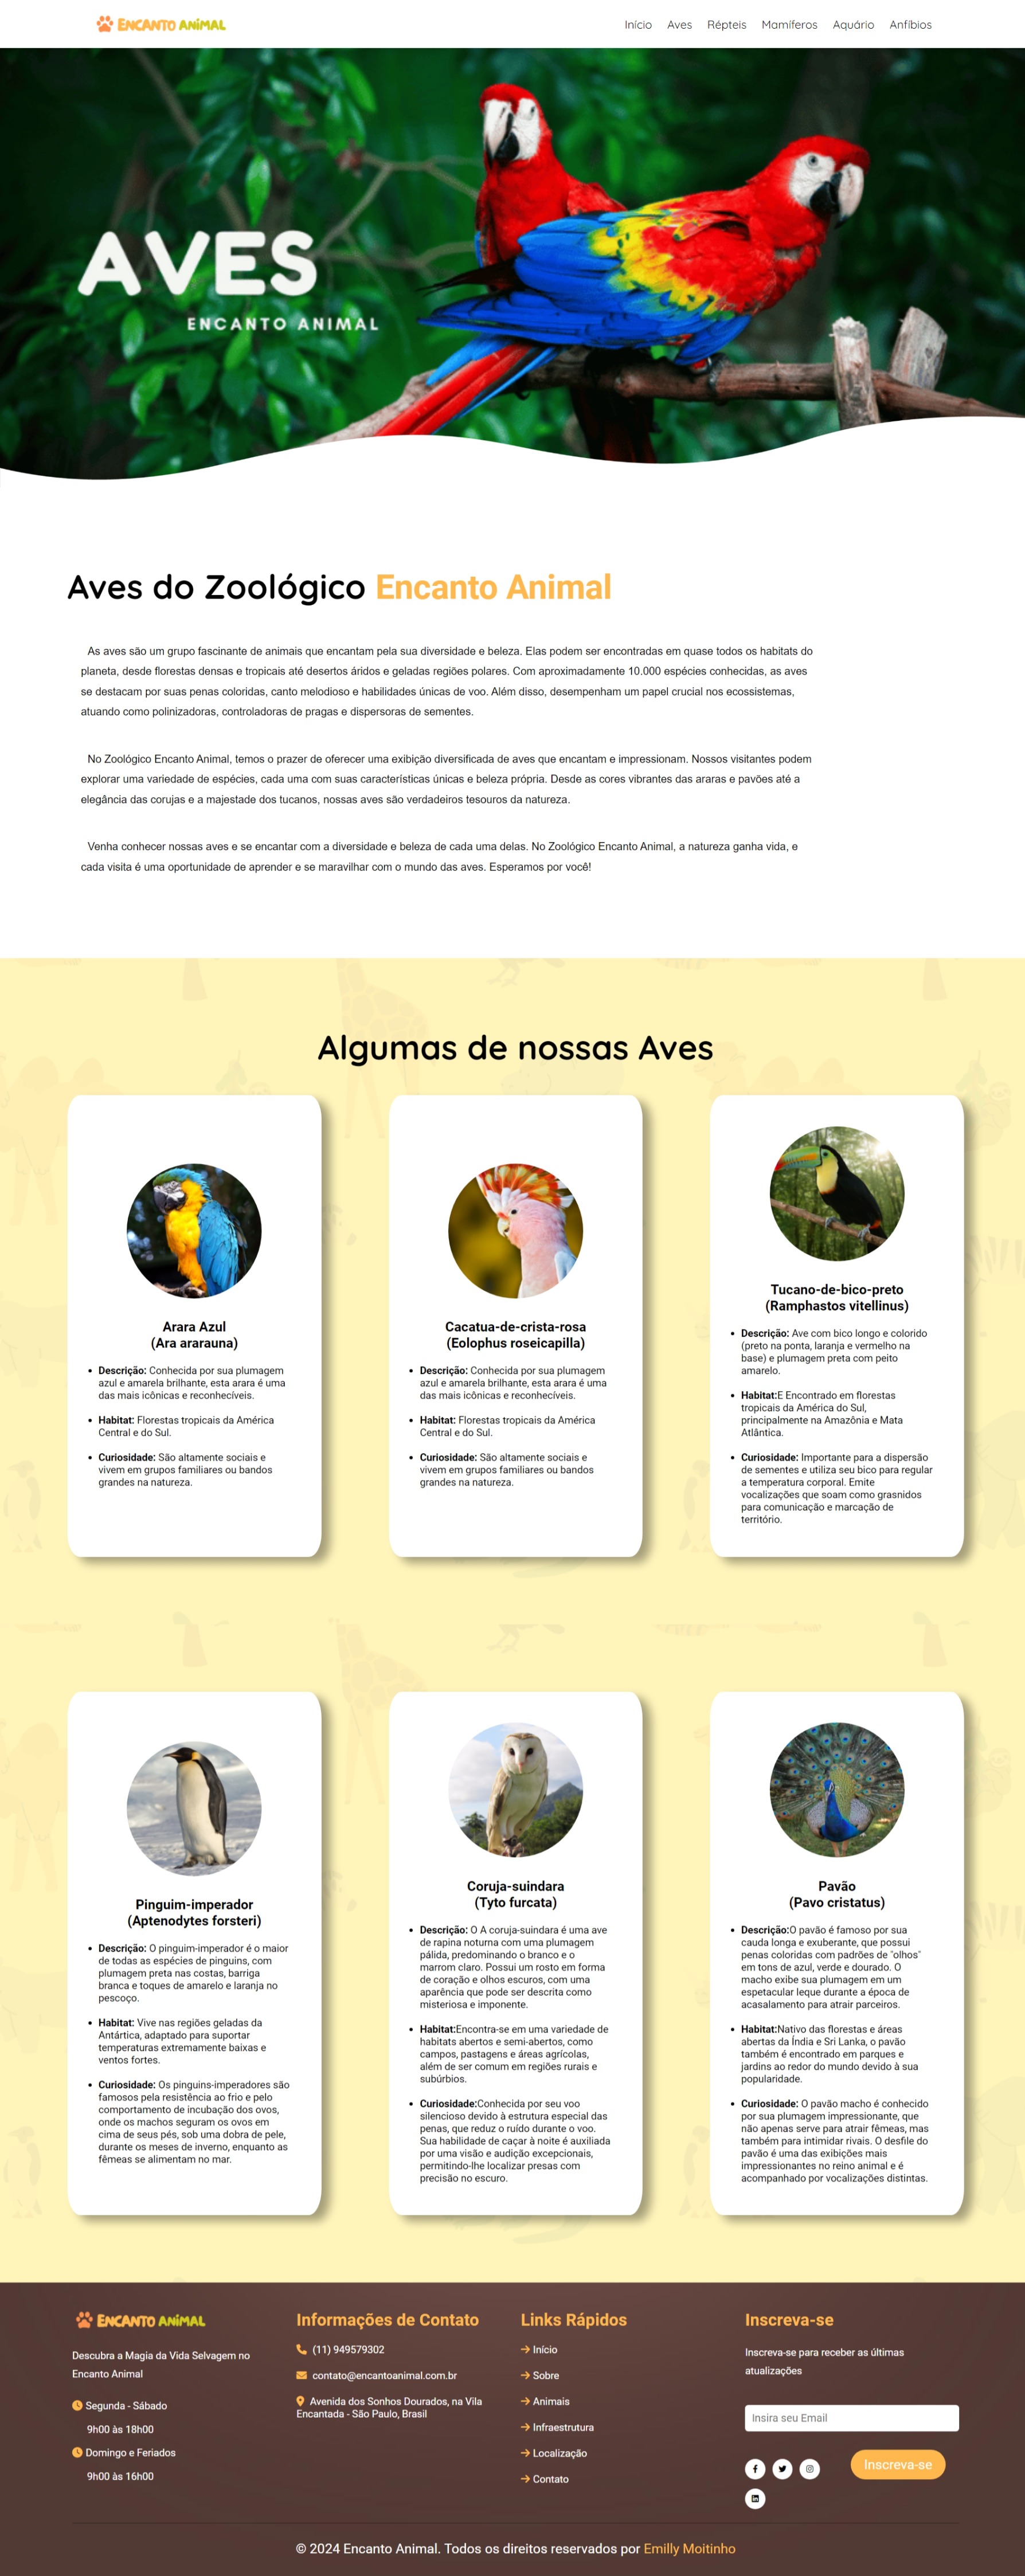 ENCANTO ANIMAL
Início Aves Répteis Mamíferos Aquário Anfíbios
AVES
ENCANTO ANIMAL
Aves do Zoológico Encanto Animal
As aves são um grupo fascinante de animais que encantam pela sua diversidade e beleza. Elas podem ser encontradas em quase todos os habitats do
planeta, desde florestas densas e tropicais até desertos áridos e geladas regiões polares. Com aproximadamente 10.000 espécies conhecidas, as aves
se destacam por suas penas coloridas, canto melodioso e habilidades únicas de voo. Além disso, desempenham um papel crucial nos ecossistemas,
atuando como polinizadoras, controladoras de pragas e dispersoras de sementes.
No Zoológico Encanto Animal, temos o prazer de oferecer uma exibição diversificada de aves que encantam e impressionam. Nossos visitantes podem
explorar uma variedade de espécies, cada uma com suas características únicas e beleza própria. Desde as cores vibrantes das araras e pavões até a
elegância das corujas e a majestade dos tucanos, nossas aves são verdadeiros tesouros da natureza.
Venha conhecer nossas aves e se encantar com a diversidade e beleza de cada uma delas. No Zoológico Encanto Animal, a natureza ganha vida, e
cada visita é uma oportunidade de aprender e se maravilhar com o mundo das aves. Esperamos por você!
Algumas de nossas Aves
Arara Azul
(Ara ararauna)
Descrição: Conhecida por sua plumagem
azul e amarela brilhante, esta arara é uma
das mais icônicas e reconhecíveis.
Habitat: Florestas tropicais da América
Central e do Sul.
Curiosidade: São altamente sociais e
vivem em grupos familiares ou bandos
grandes na natureza.
Cacatua-de-crista-rosa
(Eolophus roseicapilla)
Descrição: Conhecida por sua plumagem
azul e amarela brilhante, esta arara é uma
das mais icônicas e reconhecíveis.
Habitat: Florestas tropicais da América
Central e do Sul.
Curiosidade: São altamente sociais e
vivem em grupos familiares ou bandos
grandes na natureza.
Tucano-de-bico-preto
(Ramphastos vitellinus)
Descrição: Ave com bico longo e colorido
(preto na ponta, laranja e vermelho na
base) e plumagem preta com peito
amarelo.
Habitat:E Encontrado em florestas
tropicais da América do Sul,
principalmente na Amazônia e Mata
Atlântica.
Curiosidade: Importante para a dispersão
de sementes e utiliza seu bico para regular
a temperatura corporal. Emite
vocalizações que soam como grasnidos
para comunicação e marcação de
território.
Pinguim-imperador
(Aptenodytes forsteri)
Descrição: O pinguim-imperador é o maior
de todas as espécies de pinguins, com
plumagem preta nas costas, barriga
branca e toques de amarelo e laranja no
pescoço.
Habitat: Vive nas regiões geladas da
Antártica, adaptado para suportar
temperaturas extremamente baixas e
ventos fortes.
Curiosidade: Os pinguins-imperadores são
famosos pela resistência ao frio e pelo
comportamento de incubação dos ovos,
onde os machos seguram os ovos em
cima de seus pés, sob uma dobra de pele,
durante os meses de inverno, enquanto as
fêmeas se alimentam no mar.
Coruja-suindara
(Tyto furcata)
Descrição: O A coruja-suindara é uma ave
de rapina noturna com uma plumagem
pálida, predominando o branco e o
marrom claro. Possui um rosto em forma
de coração e olhos escuros, com uma
aparência que pode ser descrita como
misteriosa e imponente.
Habitat:Encontra-se em uma variedade de
habitats abertos e semi-abertos, como
campos, pastagens e áreas agrícolas,
além de ser comum em regiões rurais e
subúrbios.
Curiosidade:Conhecida por seu voo
silencioso devido à estrutura especial das
penas, que reduz o ruído durante o voo.
Sua habilidade de caçar à noite é auxiliada
por uma visão e audição excepcionais,
permitindo-lhe localizar presas com
precisão no escuro.
Pavão
(Pavo cristatus)
Descrição:O pavão é famoso por sua
cauda longa e exuberante, que possui
penas coloridas com padrões de "olhos"
em tons de azul, verde e dourado. O
macho exibe sua plumagem em um
espetacular leque durante a época de
acasalamento para atrair parceiros.
Habitat:Nativo das florestas e áreas
abertas da Índia e Sri Lanka, o pavão
também é encontrado em parques e
jardins ao redor do mundo devido à sua
popularidade.
Curiosidade: O pavão macho é conhecido
por sua plumagem impressionante, que
não apenas serve para atrair fêmeas, mas
também para intimidar rivais. O desfile do
pavão é uma das exibições mais
impressionantes no reino animal e é
acompanhado por vocalizações distintas.
ENCANTO ANIMAL
Descubra a Magia da Vida Selvagem no
Encanto Animal
Segunda - Sábado
9h00 às 18h00
Domingo e Feriados
9h00 às 16h00
Informações de Contato
(11) 949579302
contato@encantoanimal.com.br
Avenida dos Sonhos Dourados, na Vila
Encantada - São Paulo, Brasil
Links Rápidos
Início
Sobre
Animais
Infraestrutura
Localização
Contato
Inscreva-se
Inscreva-se para receber as últimas
atualizações
Insira seu Email
Inscreva-se
© 2024 Encanto Animal. Todos os direitos reservados por Emilly Moitinho